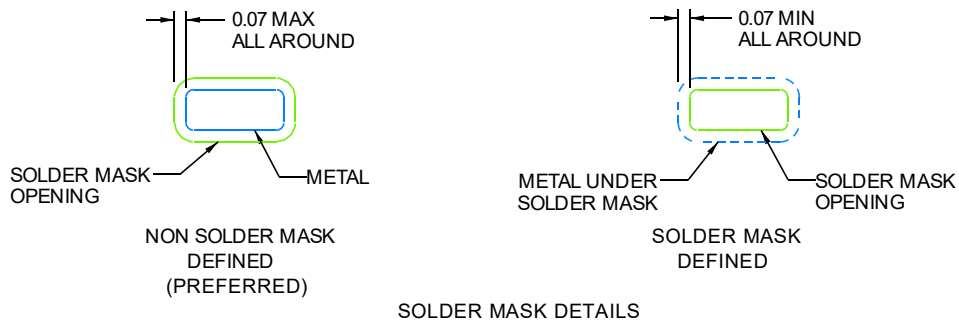 0.07 MAX
ALL AROUND
SOLDER MASK
OPENING
METAL
NON SOLDER MASK
DEFINED
(PREFERRED)
0.07 MIN
ALL AROUND
METAL UNDER
SOLDER MASK
SOLDER MASK
OPENING
SOLDER MASK
DEFINED
SOLDER MASK DETAILS